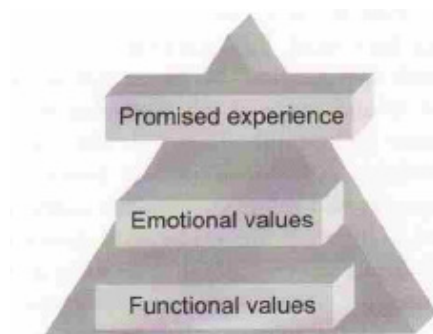 Promised experience
Emotional values
Functional values